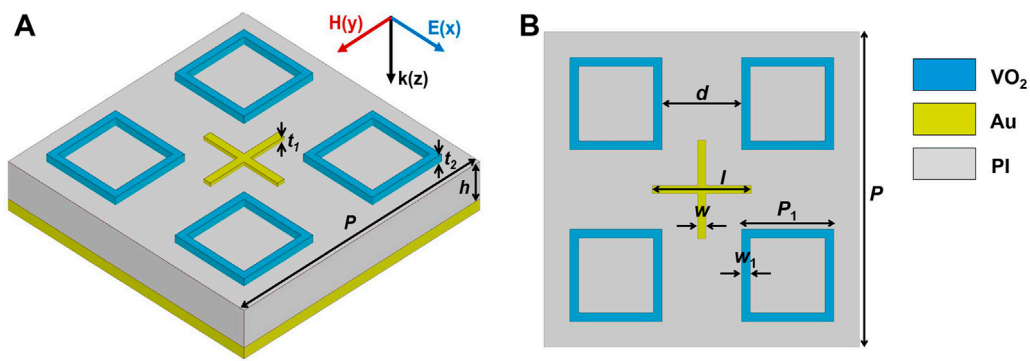 A
H(y)
E(x)
k(z)
t₁
t₂
h
P
B
d
l
w
P₁
w₁
P
VO₂
Au
PI